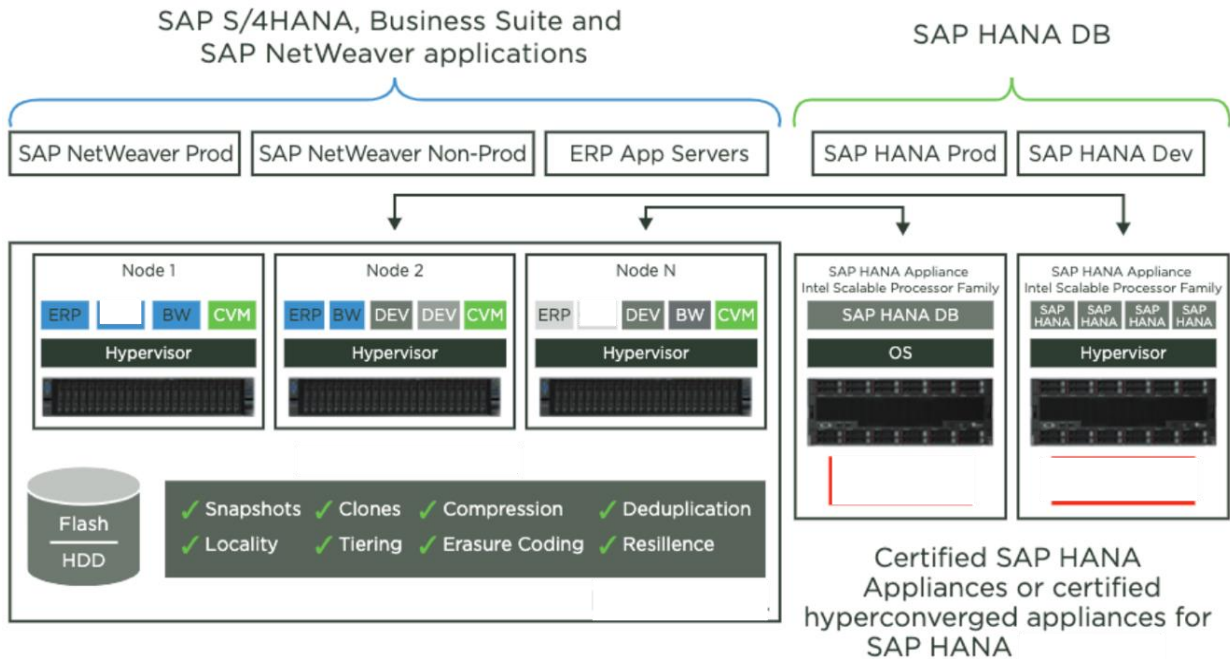 SAP S/4HANA, Business Suite and
SAP NetWeaver applications
SAP HANA DB
SAP NetWeaver Prod
SAP NetWeaver Non-Prod
ERP App Servers
SAP HANA Prod
SAP HANA Dev
Node 1
ERP
BW
CVM
Hypervisor
Node 2
ERP
BW
DEV
DEV
CVM
Hypervisor
Node N
ERP
DEV
BW
CVM
Hypervisor
SAP HANA Appliance
Intel Scalable Processor Family
SAP HANA DB
OS
SAP HANA Appliance
Intel Scalable Processor Family
SAP
HANA
SAP
HANA
SAP
HANA
SAP
HANA
Hypervisor
Flash
HDD
✓ Snapshots ✓ Clones ✓ Compression ✓ Deduplication
✓ Locality ✓ Tiering ✓ Erasure Coding ✓ Resillence
Certified SAP HANA
Appliances or certified
hyperconverged appliances for
SAP HANA